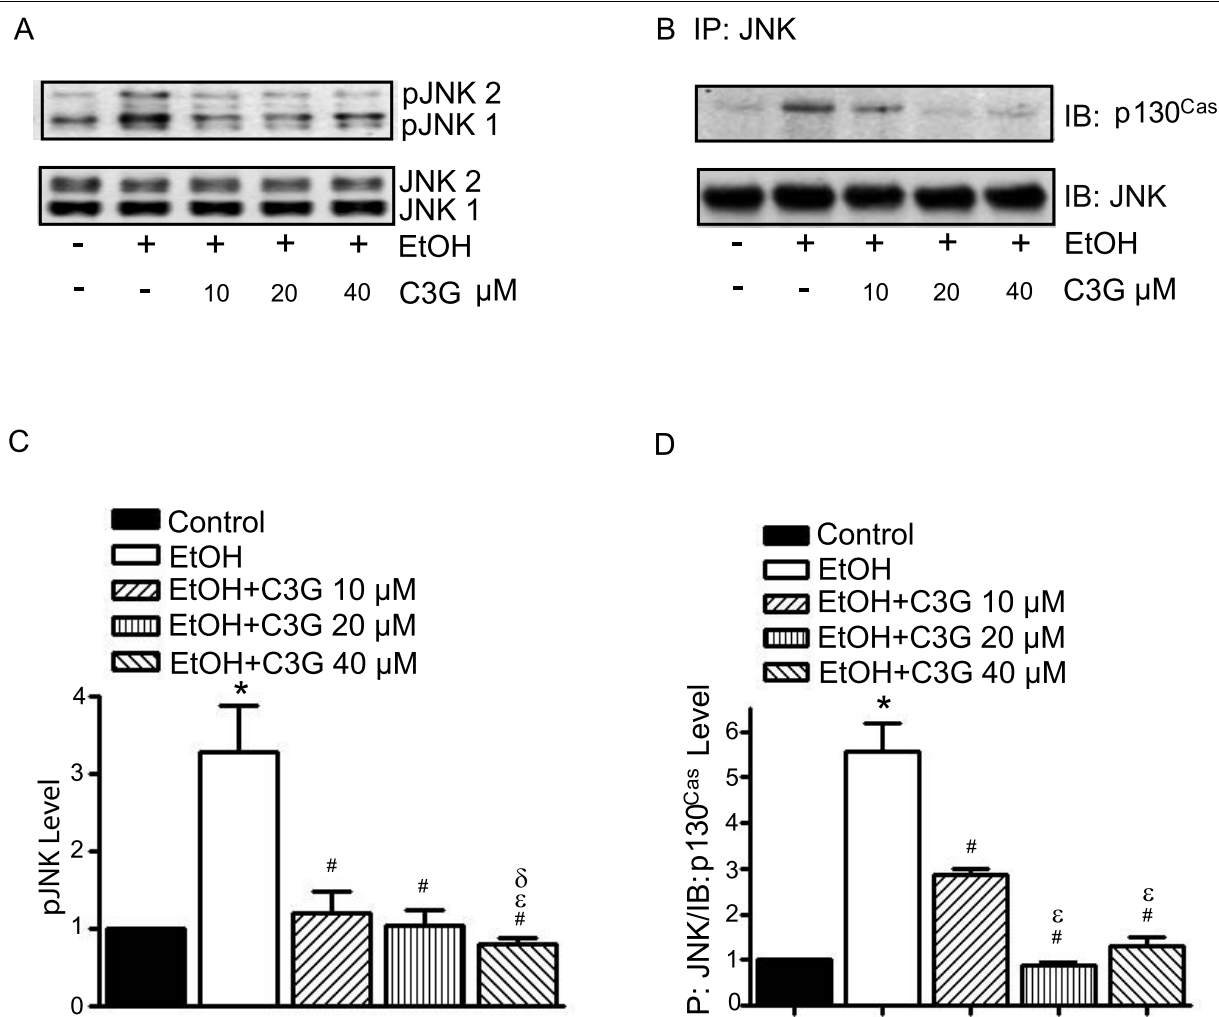 A
pJNK 2
pJNK 1
JNK 2
JNK 1
- + + + + EtOH
- - 10 20 40 C3G µM
B IP: JNK
IB: p130Cas
IB: JNK
- + + + + EtOH
- - 10 20 40 C3G µM
C
Control
EtOH
EtOH+C3G 10 µM
EtOH+C3G 20 µM
EtOH+C3G 40 µM
pJNK Level
4
3
2
1
0
*
#
#
δ
ε
#
D
Control
EtOH
EtOH+C3G 10 µM
EtOH+C3G 20 µM
EtOH+C3G 40 µM
P: JNK/IB:p130Cas Level
6
5
4
3
2
1
0
*
#
ε
#
ε
#